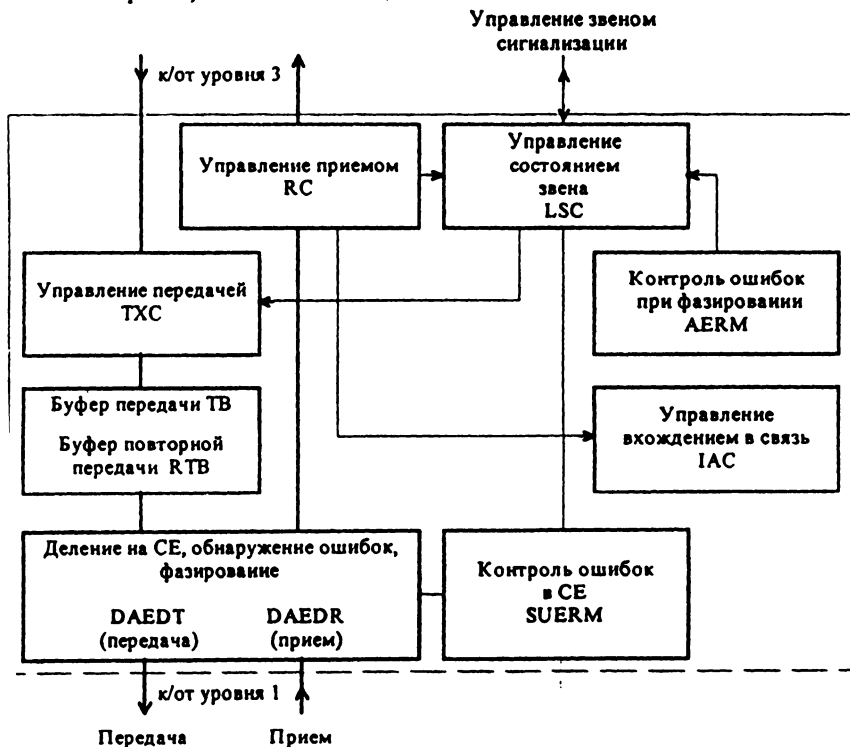 Управление звеном
сигнализации
к/от уровня 3
Управление приемом
RC
Управление
состоянием
звена
LSC
Управление передачей
TXC
Контроль ошибок
при фазировании
AERM
Буфер передачи TB
Буфер повторной
передачи RTB
Управление
вхождением в связь
IAC
Деление на СЕ, обнаружение ошибок,
фазирование
DAEDT
(передача)
DAEDR
(прием)
Контроль ошибок
в СЕ
SUERM
к/от уровня 1
Передача
Прием